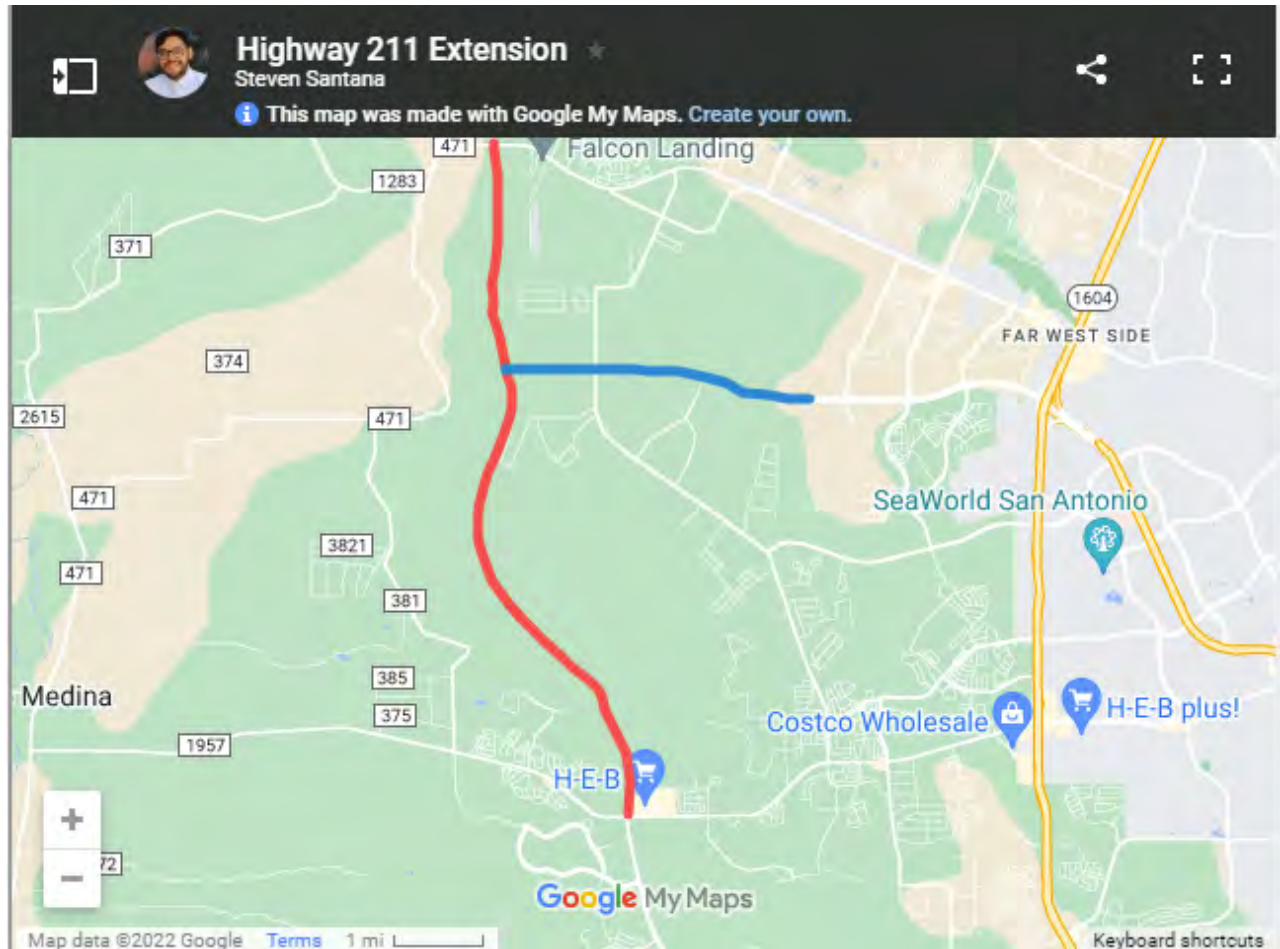 Highway 211 Extension
Steven Santana
This map was made with Google My Maps. Create your own.
471
Falcon Landing
1283
371
1604
FAR WEST SIDE
374
2615
471
471
SeaWorld San Antonio
3821
471
381
385
Medina
375
Costco Wholesale
H-E-B plus!
1957
H-E-B
72
Google My Maps
Map data ©2022 Google Terms 1 mi Keyboard shortcuts